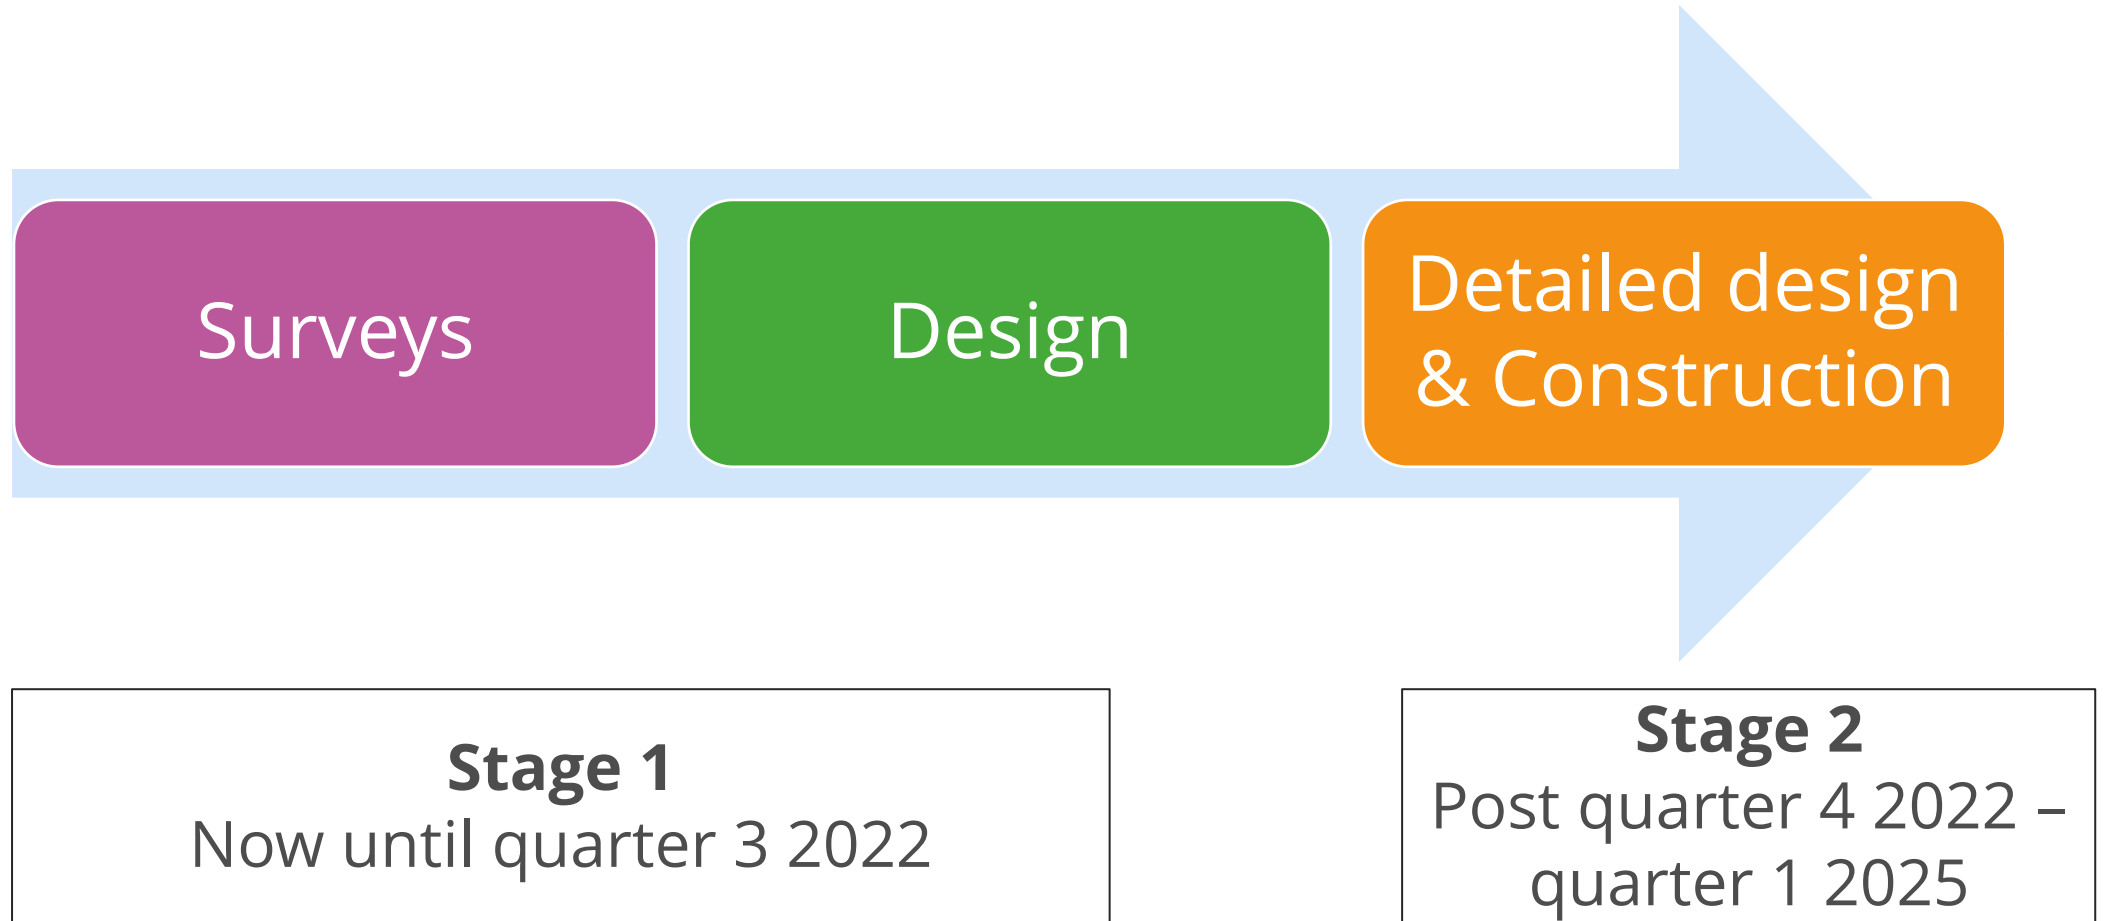 Surveys
Design
Detailed design
& Construction
Stage 1
Now until quarter 3 2022
Stage 2
Post quarter 4 2022 –
quarter 1 2025